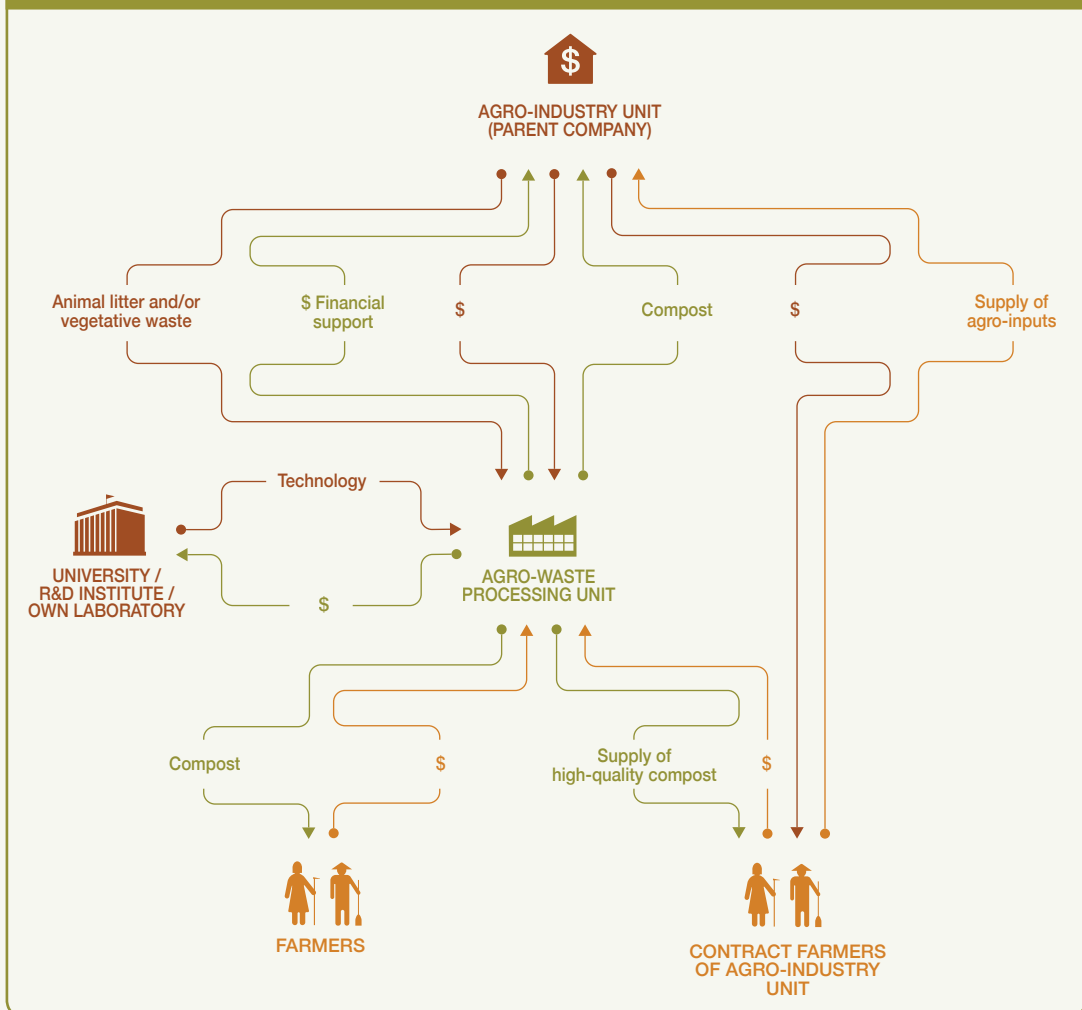 $
AGRO-INDUSTRY UNIT
(PARENT COMPANY)
Animal litter and/or
vegetative waste
$ Financial
support
$
Compost
$
Supply of
agro-inputs
Technology
UNIVERSITY /
R&D INSTITUTE /
OWN LABORATORY
$
AGRO-WASTE
PROCESSING UNIT
Compost
$
Supply of
high-quality compost
$
FARMERS
CONTRACT FARMERS
OF AGRO-INDUSTRY
UNIT